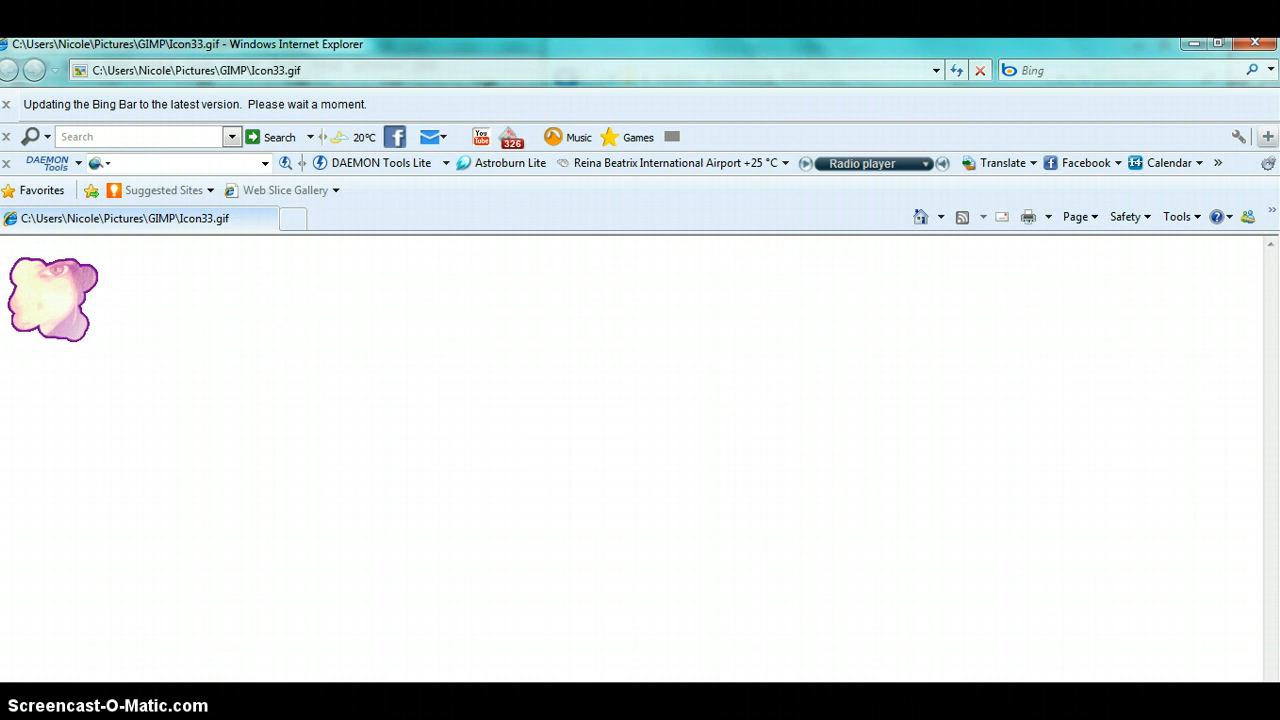 C:\Users\Nicole\Pictures\GIMP\Icon33.gif - Windows Internet Explorer
C:\Users\Nicole\Pictures\GIMP\Icon33.gif Bing
Updating the Bing Bar to the latest version. Please wait a moment.
Search Search 20°C f You Tube 326 Music Games
DAEMON Tools DAEMON Tools Lite Astroburn Lite Reina Beatrix International Airport +25 °C Radio player Translate Facebook 14 Calendar »
Favorites Suggested Sites Web Slice Gallery
C:\Users\Nicole\Pictures\GIMP\Icon33.gif Page Safety Tools »
Screencast-O-Matic.com